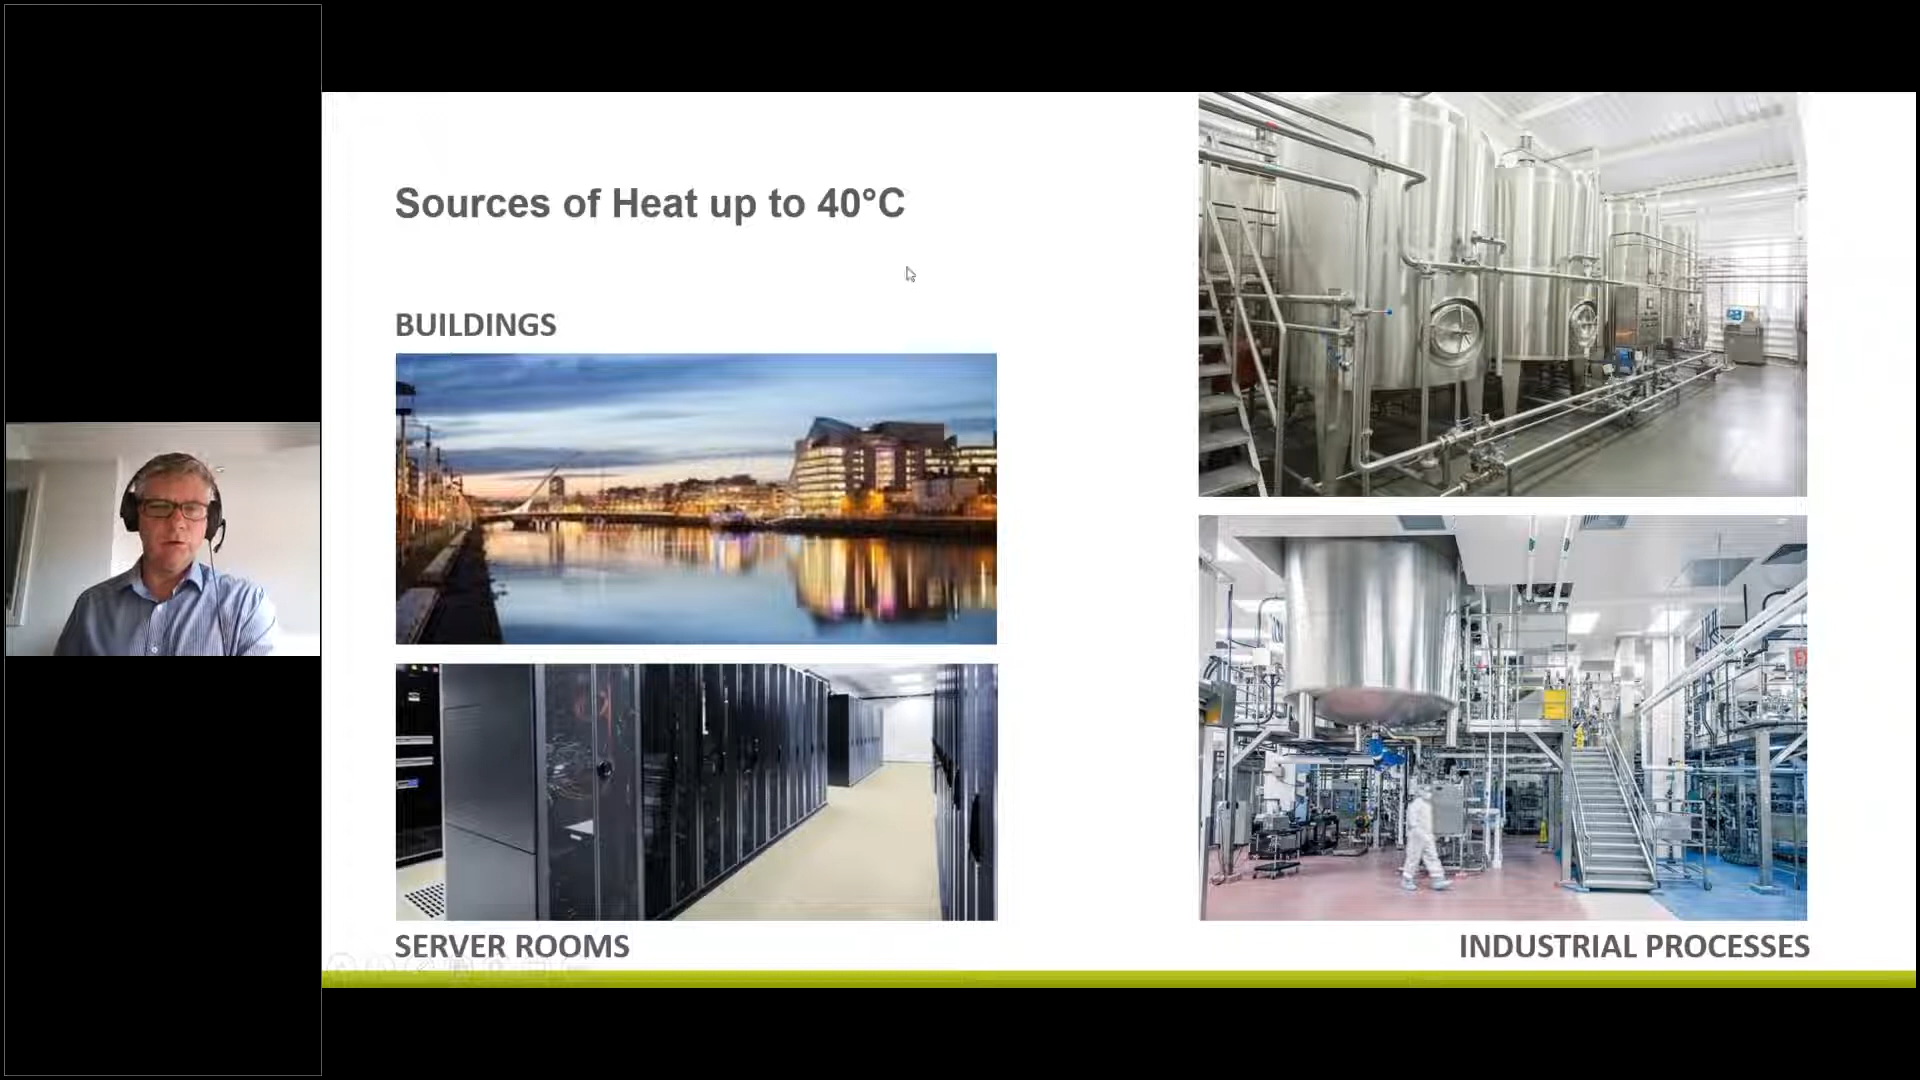 Sources of Heat up to 40°C
BUILDINGS
SERVER ROOMS
INDUSTRIAL PROCESSES